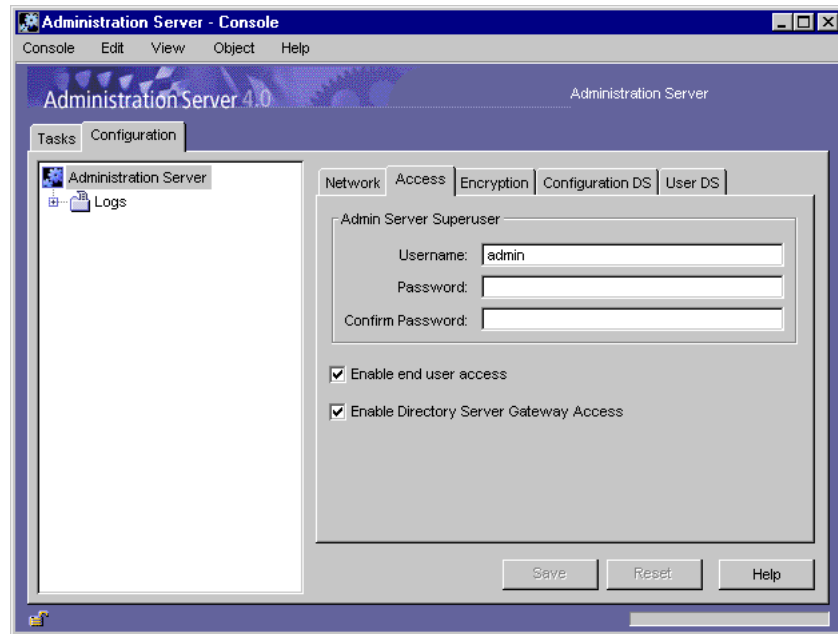 Administration Server - Console
Console Edit View Object Help
Administration Server 4.0
Administration Server
Tasks Configuration
Administration Server
Logs
Network Access Encryption Configuration DS User DS
Admin Server Superuser
Username: admin
Password:
Confirm Password:
Enable end user access
Enable Directory Server Gateway Access
Save Reset Help